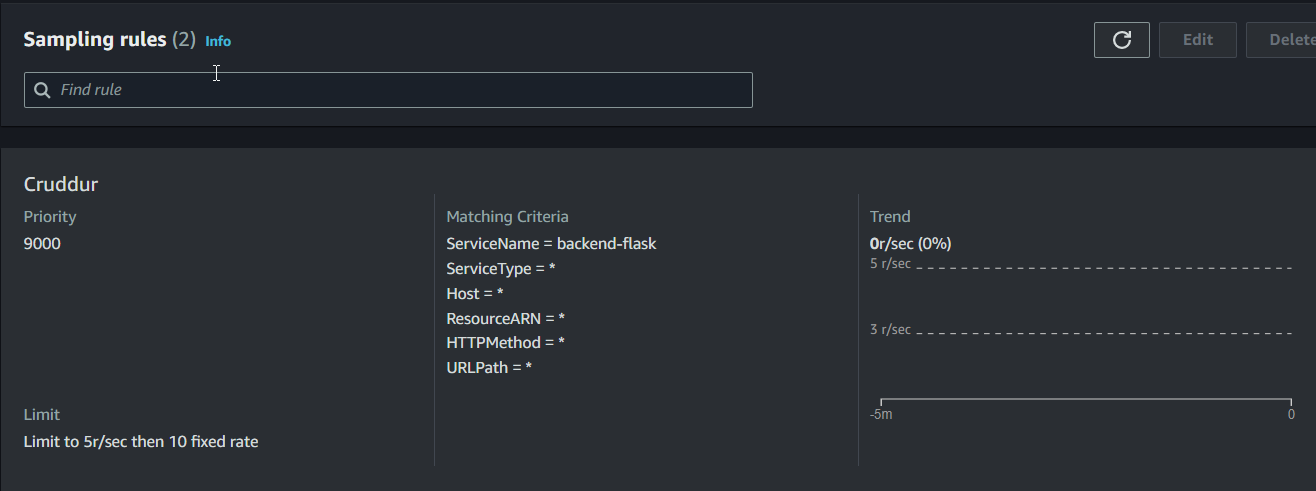 Sampling rules (2) Info
Edit
Delete
Find rule
Cruddur
Priority
9000
Limit
Limit to 5r/sec then 10 fixed rate
Matching Criteria
ServiceName = backend-flask
ServiceType = *
Host = *
ResourceARN = *
HTTPMethod = *
URLPath = *
Trend
0r/sec (0%)
5 r/sec
3 r/sec
-5m 0